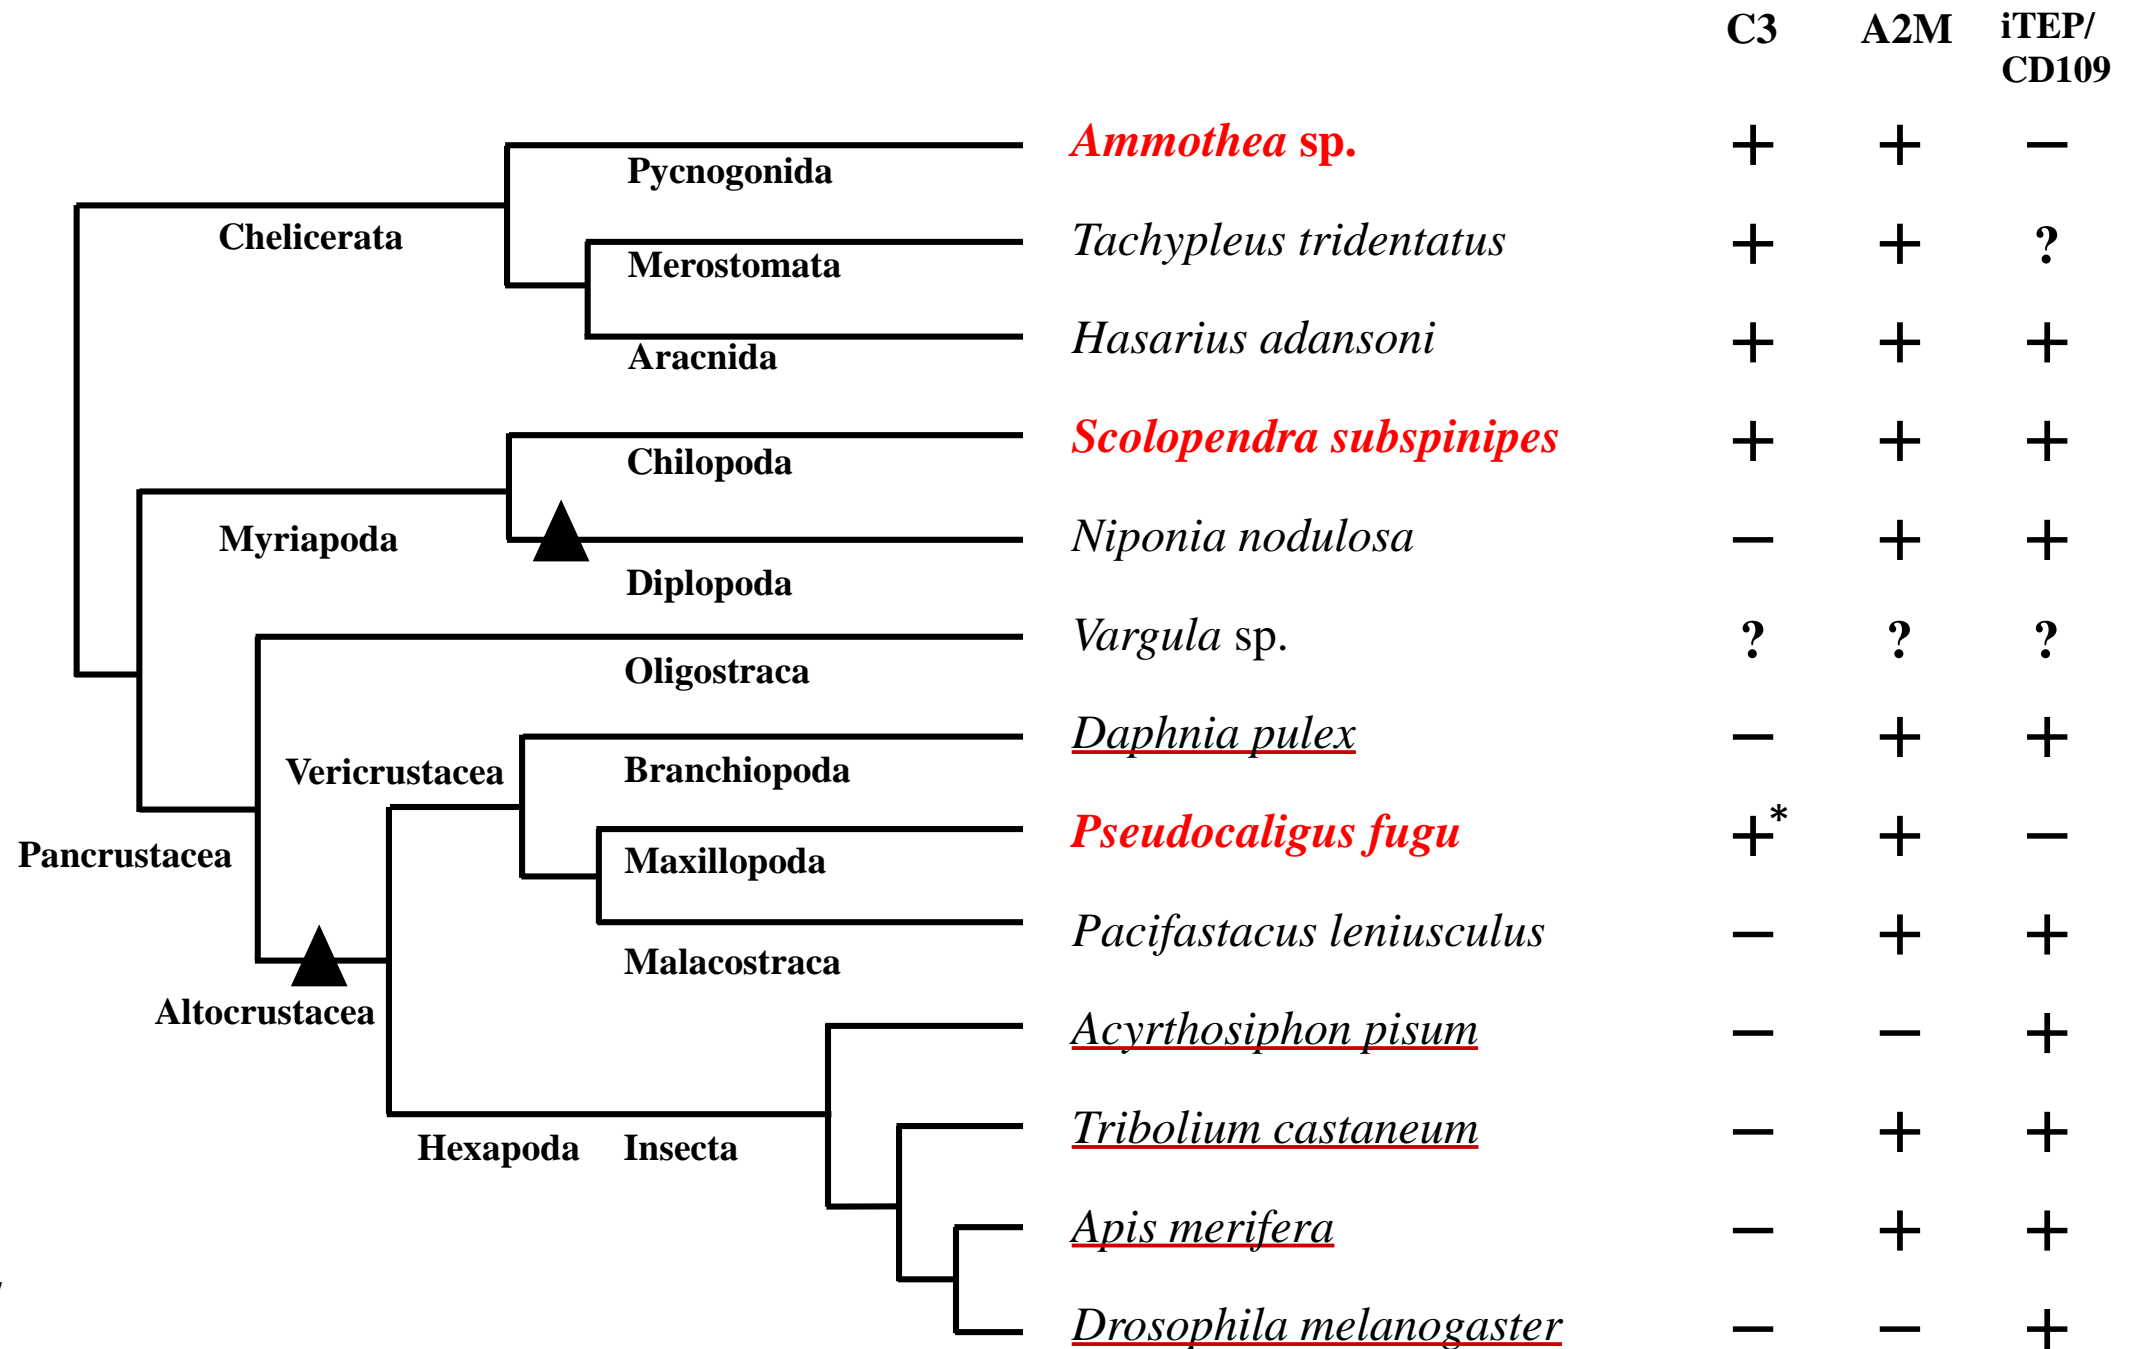 C3 A2M iTEP/
CD109
Ammothea sp. + + −
Pycnogonida
Chelicerata
Tachypleus tridentatus + + ?
Merostomata
Hasarius adansoni + + +
Aracnida
Scolopendra subspinipes + + +
Chilopoda
Myriapoda
Niponia nodulosa − + +
Diplopoda
Vargula sp. ? ? ?
Oligostraca
Daphnia pulex − + +
Vericrustacea
Branchiopoda
Pseudocaligus fugu +* + −
Pancrustacea
Maxillopoda
Pacifastacus leniusculus − + +
Malacostraca
Altocrustacea
Acyrthosiphon pisum − − +
Tribolium castaneum − + +
Hexapoda Insecta
Apis merifera − + +
Drosophila melanogaster − − +